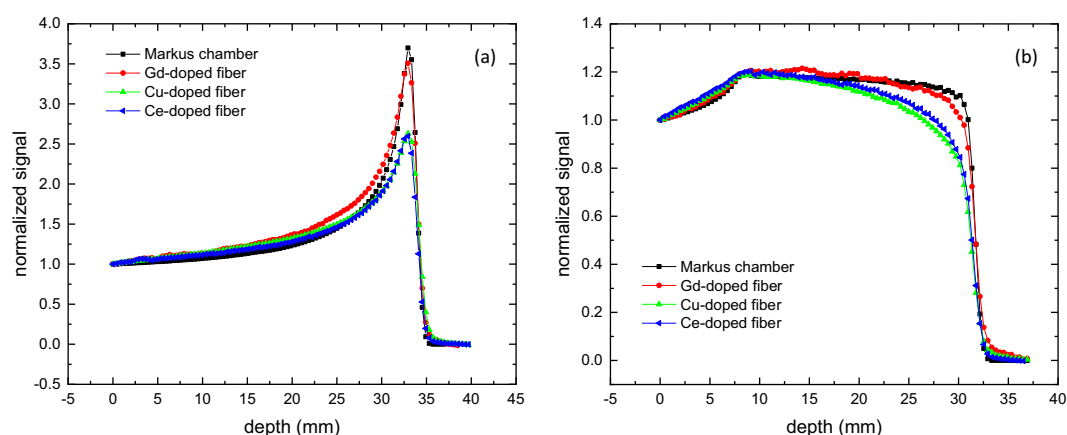 4.0
3.5
3.0
2.5
2.0
1.5
1.0
0.5
0.0
-0.5
normalized signal
Markus chamber
Gd-doped fiber
Cu-doped fiber
Ce-doped fiber
(a)
-5 0 5 10 15 20 25 30 35 40 45
depth (mm)
1.4
1.2
1.0
0.8
0.6
0.4
0.2
0.0
normalized signal
(b)
Markus chamber
Gd-doped fiber
Cu-doped fiber
Ce-doped fiber
-5 0 5 10 15 20 25 30 35 40
depth (mm)